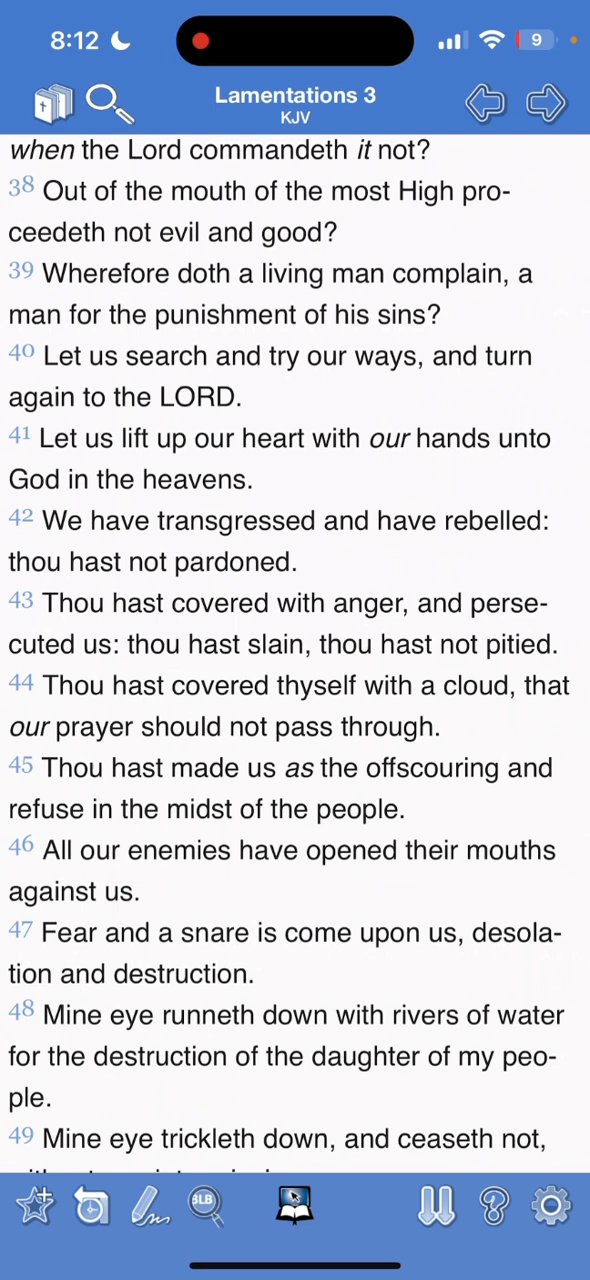 8:12
9
Lamentations 3
KJV
when the Lord commandeth it not?
38 Out of the mouth of the most High pro-
ceedeth not evil and good?
39 Wherefore doth a living man complain, a
man for the punishment of his sins?
40 Let us search and try our ways, and turn
again to the LORD.
41 Let us lift up our heart with our hands unto
God in the heavens.
42 We have transgressed and have rebelled:
thou hast not pardoned.
43 Thou hast covered with anger, and perse-
cuted us: thou hast slain, thou hast not pitied.
44 Thou hast covered thyself with a cloud, that
our prayer should not pass through.
45 Thou hast made us as the offscouring and
refuse in the midst of the people.
46 All our enemies have opened their mouths
against us.
47 Fear and a snare is come upon us, desola-
tion and destruction.
48 Mine eye runneth down with rivers of water
for the destruction of the daughter of my peo-
ple.
49 Mine eye trickleth down, and ceaseth not,
BLB